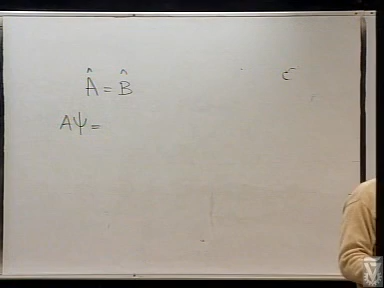 Â = B̂
AΨ =